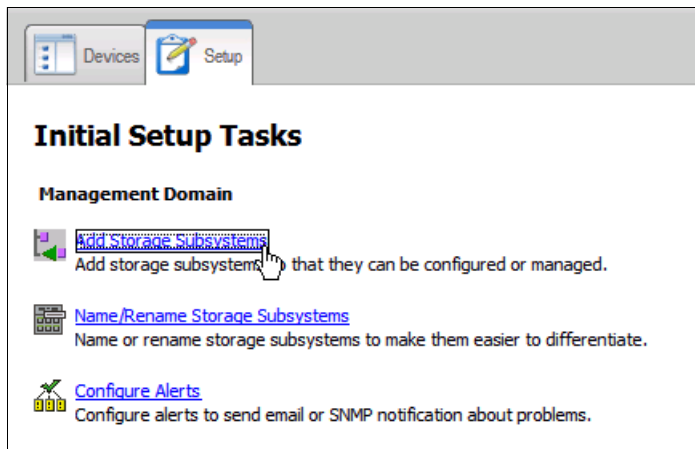 Devices
Setup
Initial Setup Tasks
Management Domain
Add Storage Subsystems
Add storage subsystems that they can be configured or managed.
Name/Rename Storage Subsystems
Name or rename storage subsystems to make them easier to differentiate.
Configure Alerts
Configure alerts to send email or SNMP notification about problems.